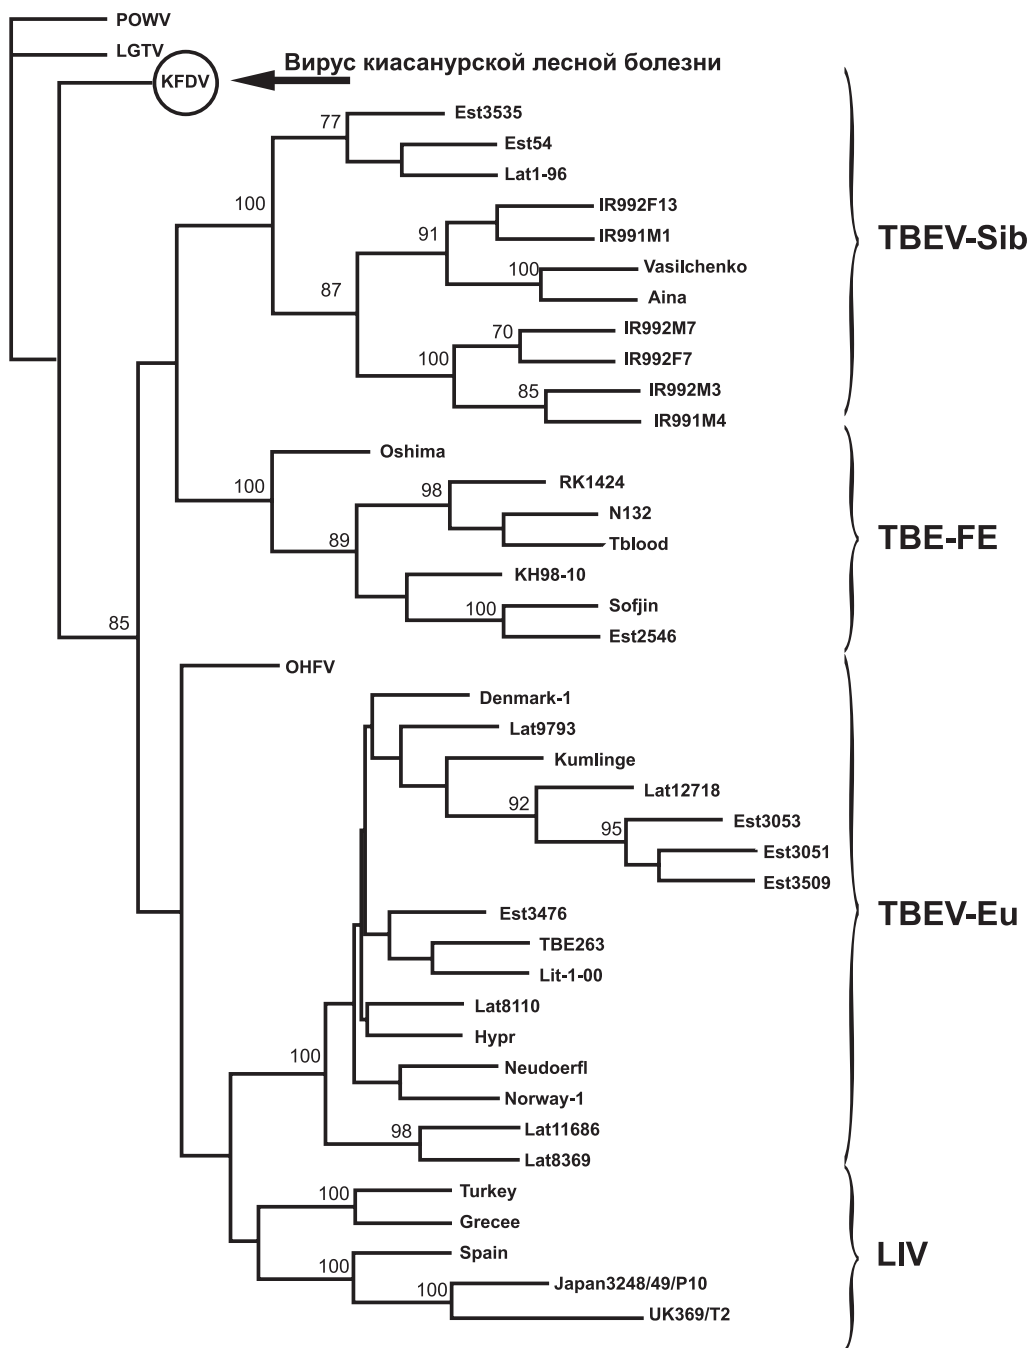 POWV
LGTV
KFDV
Вирус киасанурской лесной болезни
77
Est3535
Est54
Lat1-96
100
IR992F13
91
IR991M1
TBEV-Sib
Vasilchenko
100
Aina
87
IR992M7
70
IR992F7
100
IR992M3
85
IR991M4
Oshima
RK1424
98
100
N132
TBE-FE
Tblood
89
KH98-10
Sofjin
100
Est2546
85
OHFV
Denmark-1
Lat9793
Kumlinge
Lat12718
92
Est3053
95
Est3051
Est3509
TBEV-Eu
Est3476
TBE263
Lit-1-00
Lat8110
Hypr
100
Neudoerfl
Norway-1
Lat11686
98
Lat8369
Turkey
100
Grecee
Spain
LIV
100
Japan3248/49/P10
100
UK369/T2